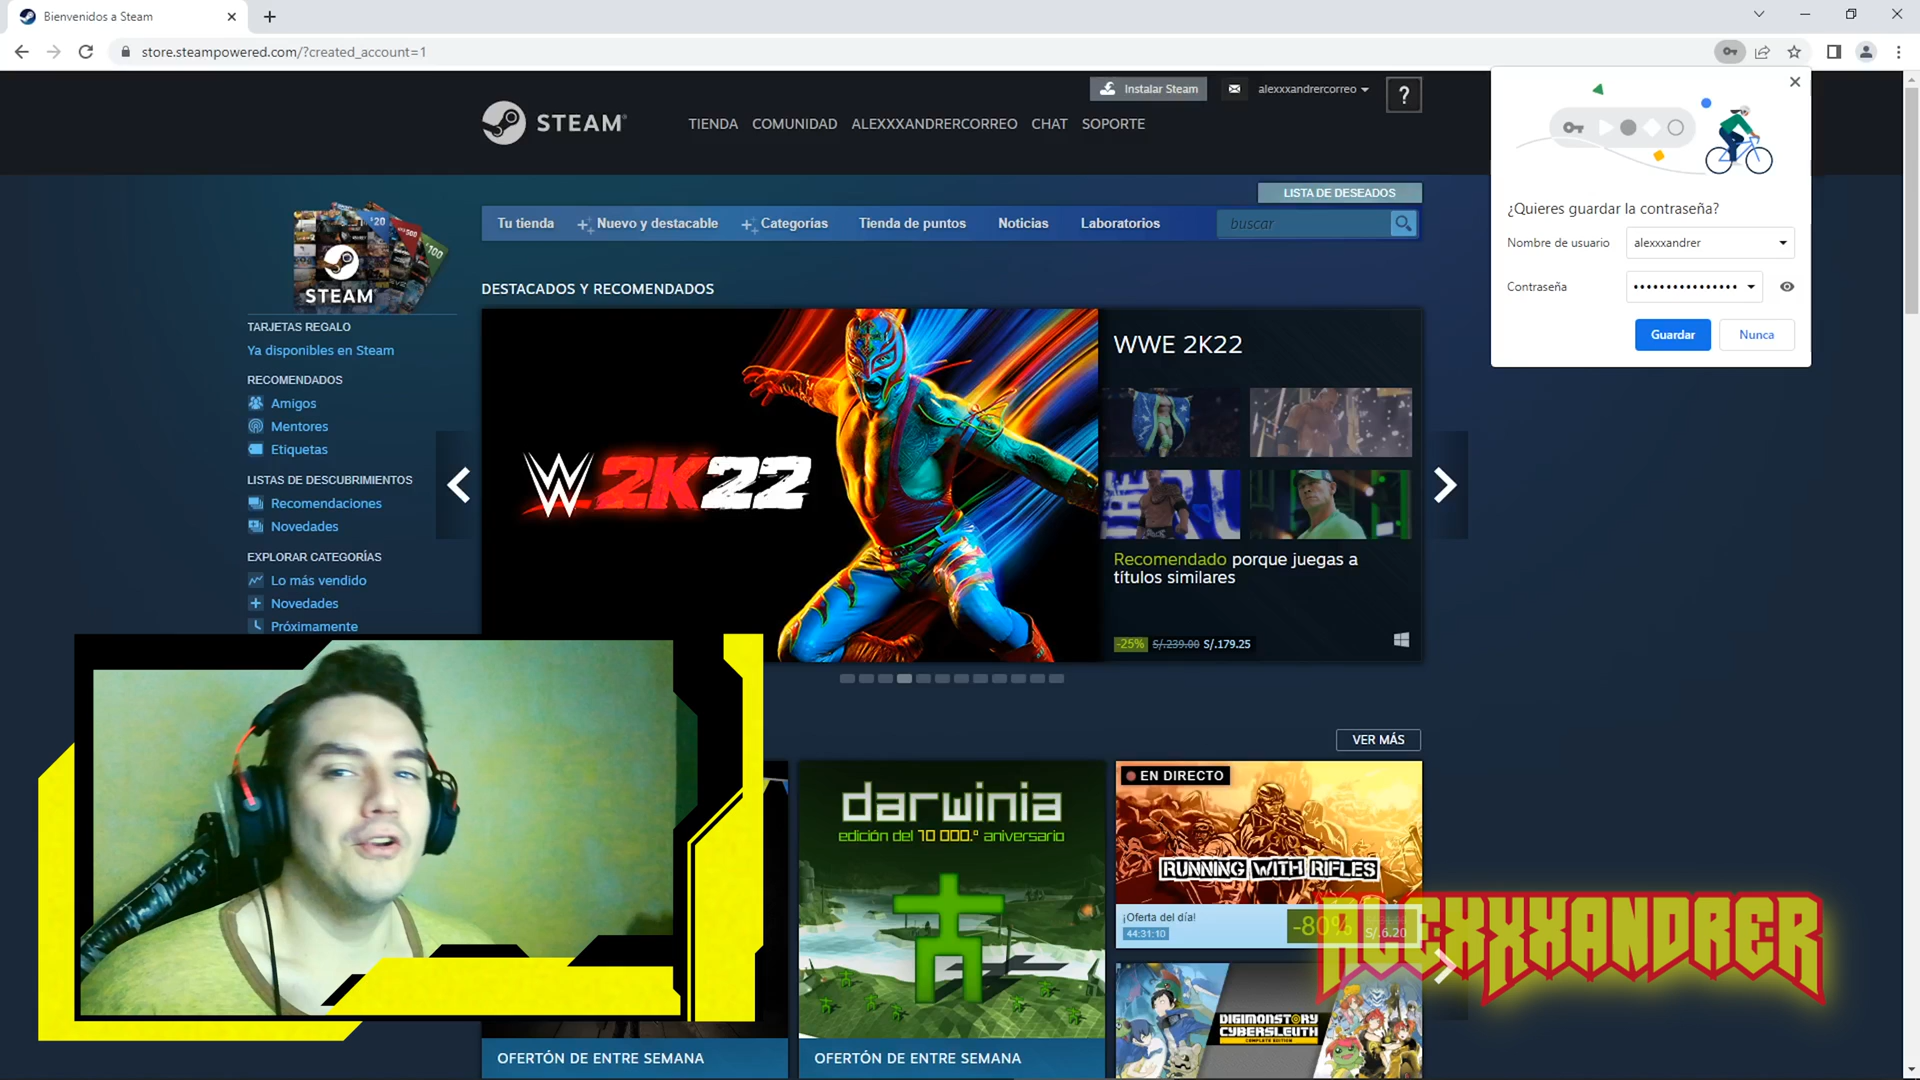 Bienvenidos a Steam
store.steampowered.com/?created_account=1
Instalar Steam
alexxxandrercorreo
?
STEAM
TIENDA COMUNIDAD ALEXXXANDRERCORREO CHAT SOPORTE
¿Quieres guardar la contraseña?
Nombre de usuario
alexxxandrer
Contraseña
••••••••••••••••
Guardar
Nunca
LISTA DE DESEADOS
Tu tienda Nuevo y destacable Categorías Tienda de puntos Noticias Laboratorios
buscar
STEAM
TARJETAS REGALO
Ya disponibles en Steam
RECOMENDADOS
Amigos
Mentores
Etiquetas
LISTAS DE DESCUBRIMIENTOS
Recomendaciones
Novedades
EXPLORAR CATEGORÍAS
Lo más vendido
Novedades
Próximamente
DESTACADOS Y RECOMENDADOS
W 2K22
WWE 2K22
Recomendado porque juegas a
títulos similares
-25% S/.239.00 S/.179.25
VER MÁS
darwinia
edición del 10 000.º aniversario
OFERTÓN DE ENTRE SEMANA
OFERTÓN DE ENTRE SEMANA
EN DIRECTO
RUNNING WITH RIFLES
¡Oferta del día!
44:31:10
-80%
S/.6.20
ALEXXXANDRER
DIGIMON STORY
CYBER SLEUTH
COMPLETE EDITION